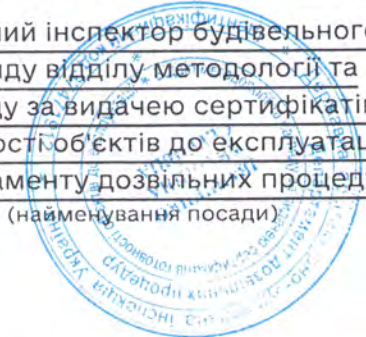 ний інспектор будівельного
ду відділу методології та
ду за видачею сертифікатів
ості об'єктів до експлуатац
аменту дозвільних процед
(найменування посади)